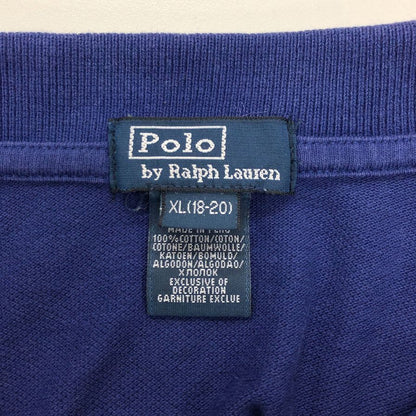 Polo
by Ralph Lauren
XL(18-20)
MADE IN PERU
100%COTTON/COTON/
COTONE/BAUMWOLLE/
KATOEN/BOMULD/
ALGODON/ALGODAO/
ХЛОПОК
EXCLUSIVE OF
DECORATION
GARNITURE EXCLUE